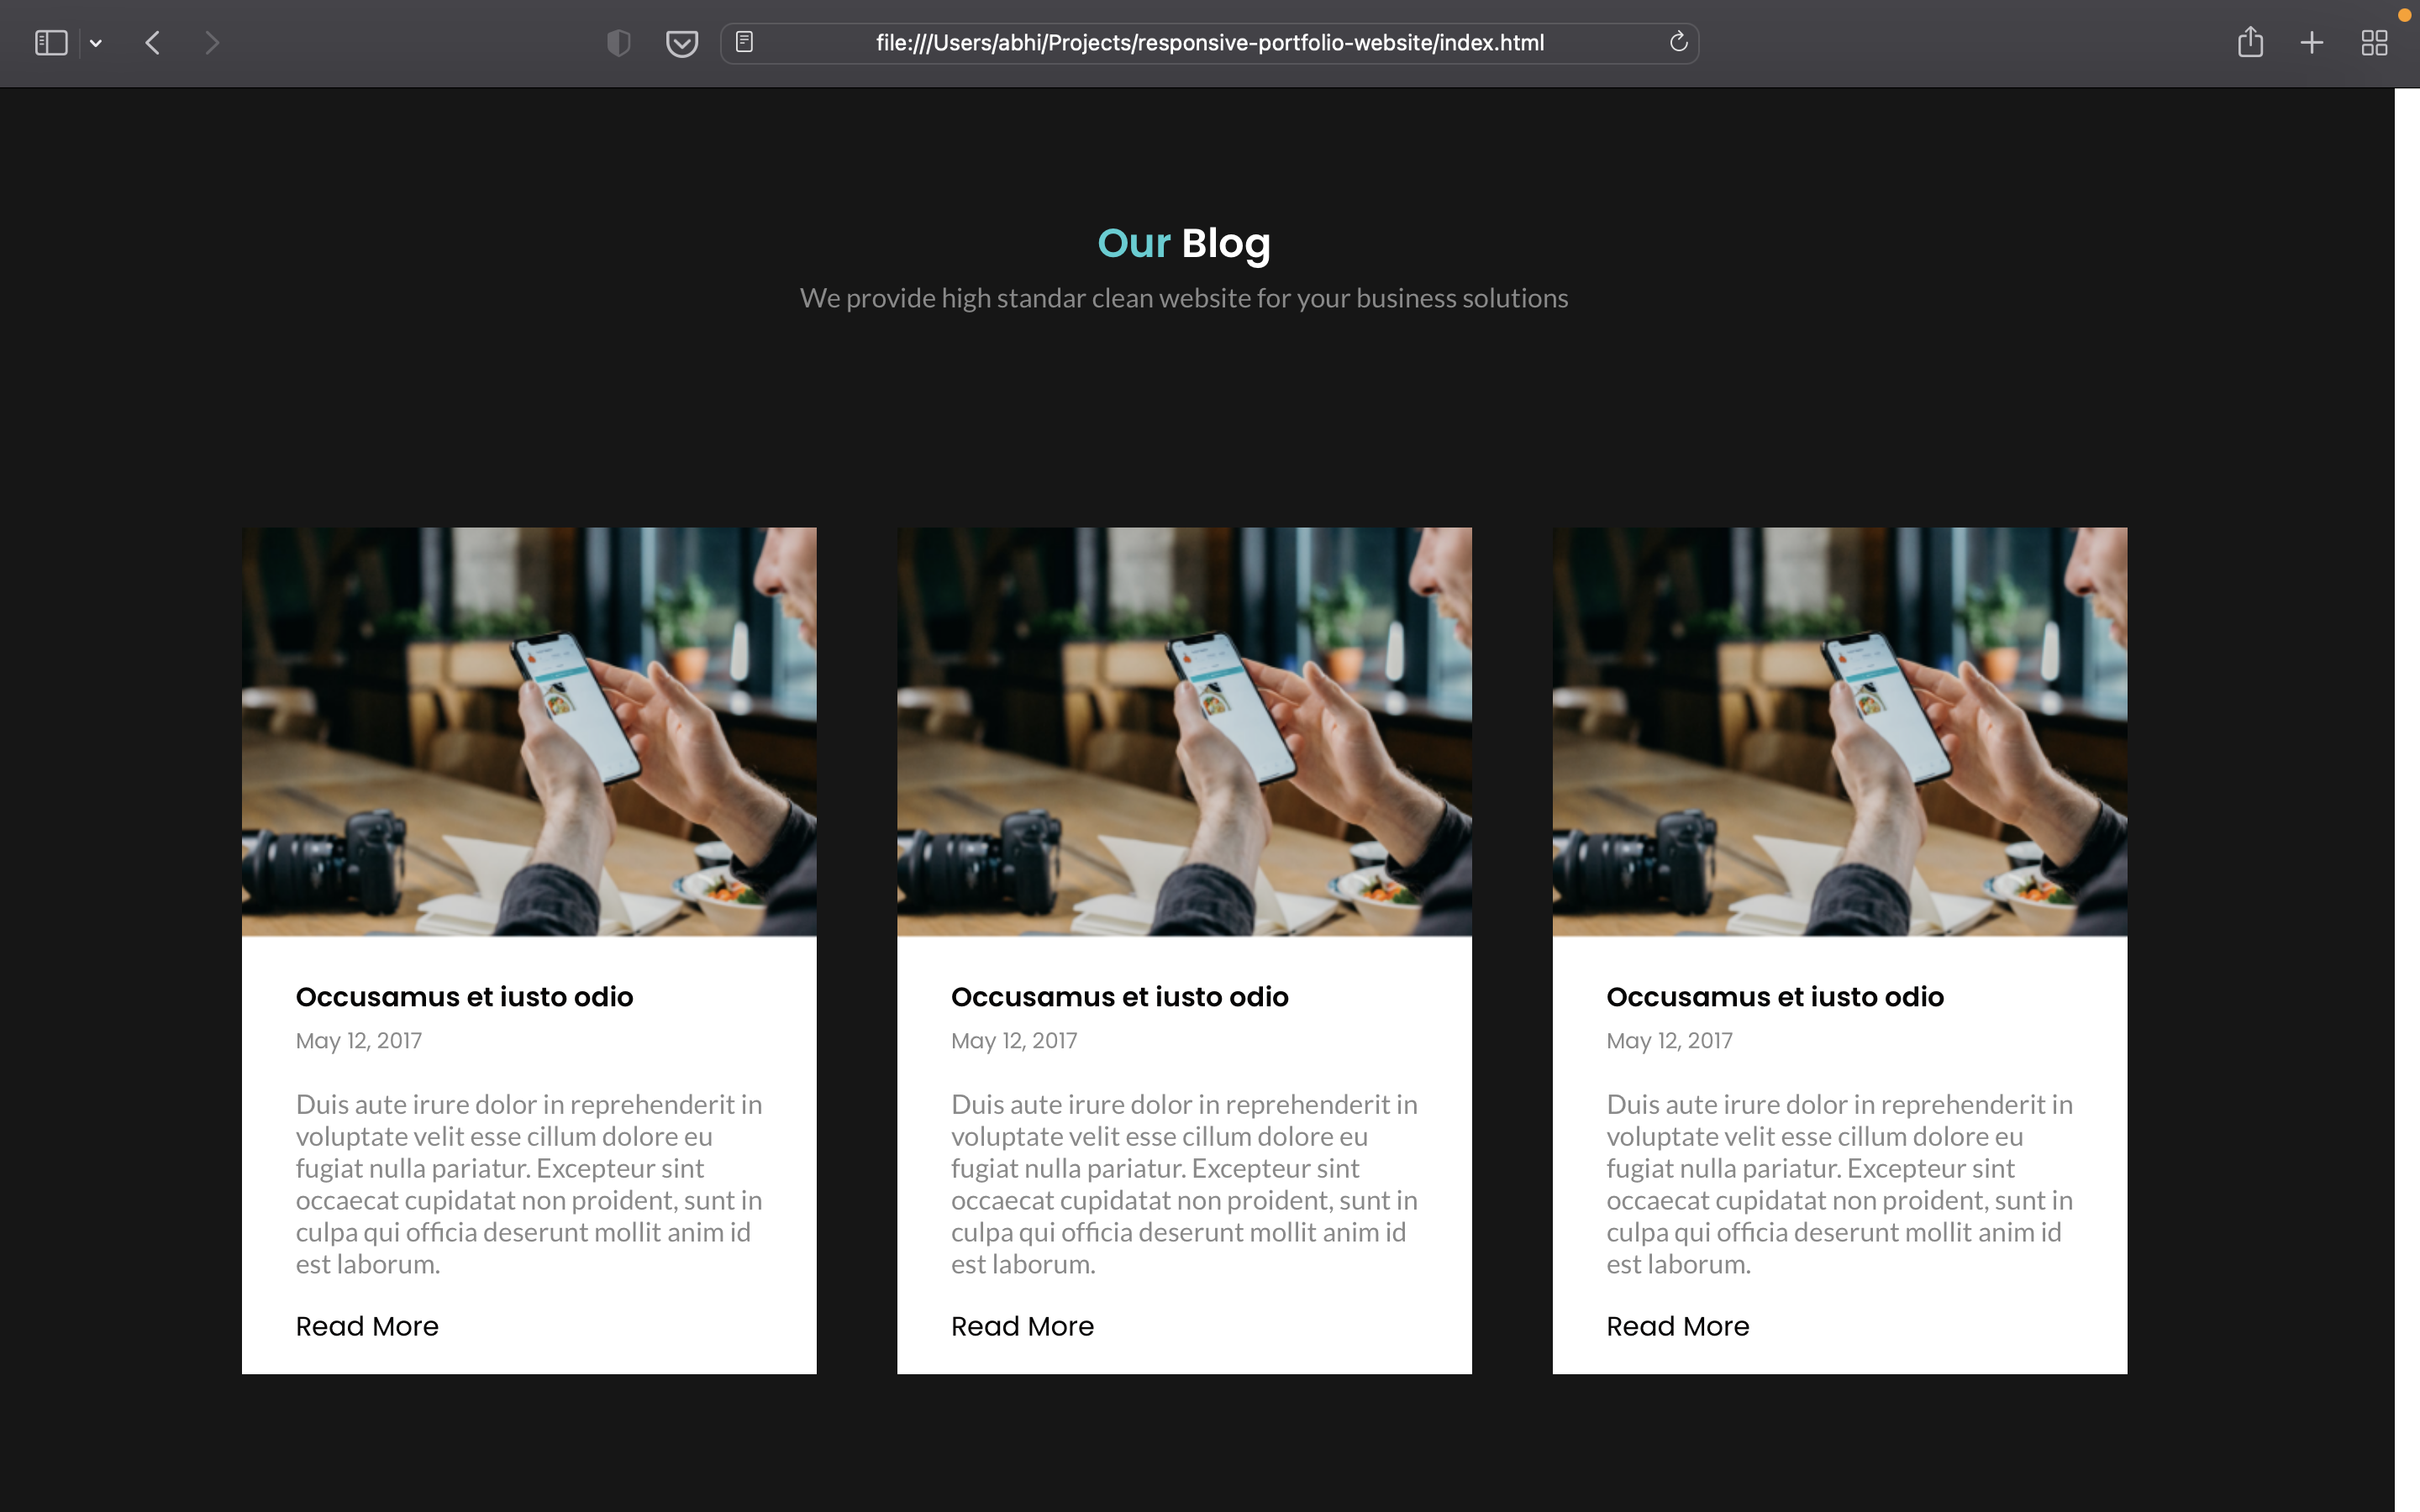 file:///Users/abhi/Projects/responsive-portfolio-website/index.html
Our Blog
We provide high standar clean website for your business solutions
Occusamus et iusto odio
May 12, 2017
Duis aute irure dolor in reprehenderit in
voluptate velit esse cillum dolore eu
fugiat nulla pariatur. Excepteur sint
occaecat cupidatat non proident, sunt in
culpa qui officia deserunt mollit anim id
est laborum.
Read More
Occusamus et iusto odio
May 12, 2017
Duis aute irure dolor in reprehenderit in
voluptate velit esse cillum dolore eu
fugiat nulla pariatur. Excepteur sint
occaecat cupidatat non proident, sunt in
culpa qui officia deserunt mollit anim id
est laborum.
Read More
Occusamus et iusto odio
May 12, 2017
Duis aute irure dolor in reprehenderit in
voluptate velit esse cillum dolore eu
fugiat nulla pariatur. Excepteur sint
occaecat cupidatat non proident, sunt in
culpa qui officia deserunt mollit anim id
est laborum.
Read More